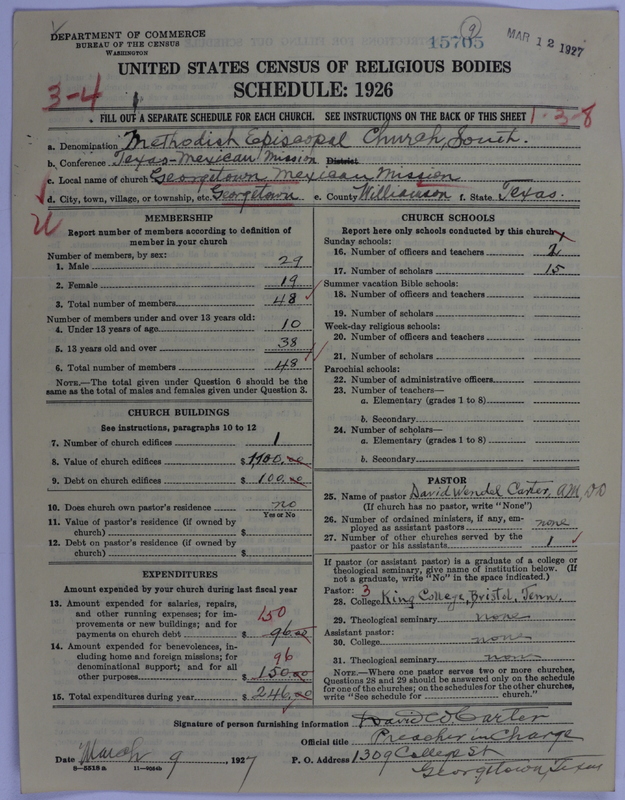 DEPARTMENT OF COMMERCE
BUREAU OF THE CENSUS
WASHINGTON
9
15705
MAR 12 1927
UNITED STATES CENSUS OF RELIGIOUS BODIES
SCHEDULE: 1926
3-4
1-3-8
FILL OUT A SEPARATE SCHEDULE FOR EACH CHURCH. SEE INSTRUCTIONS ON THE BACK OF THIS SHEET
a. Denomination Methodist Episcopal Church, South.
b. Conference Texas-Mexican Mission District
c. Local name of church Georgetown Mexican Mission
d. City, town, village, or township, etc. Georgetown e. County Williamson f. State Texas.
MEMBERSHIP
Report number of members according to definition of
member in your church
Number of members, by sex:
1. Male 29
2. Female 19
3. Total number of members 48
Number of members under and over 13 years old:
4. Under 13 years of age 10
5. 13 years old and over 38
6. Total number of members 48
NOTE.—The total given under Question 6 should be the
same as the total of males and females given under Question 3.
CHURCH BUILDINGS
See instructions, paragraphs 10 to 12
7. Number of church edifices 1
8. Value of church edifices $1,100.00
9. Debt on church edifices $100.00
10. Does church own pastor's residence no
Yes or No
11. Value of pastor's residence (if owned by
church) $
12. Debt on pastor's residence (if owned by
church) $
EXPENDITURES
Amount expended by your church during last fiscal year
13. Amount expended for salaries, repairs,
and other running expenses; for im-
provements or new buildings; and for
payments on church debt $ 96.00
150
14. Amount expended for benevolences, in-
cluding home and foreign missions; for
denominational support; and for all
other purposes $ 150.00
96
15. Total expenditures during year $246.00
CHURCH SCHOOLS
Report here only schools conducted by this church
Sunday schools:
16. Number of officers and teachers 2
17. Number of scholars 15
Summer vacation Bible schools:
18. Number of officers and teachers
19. Number of scholars
Week-day religious schools:
20. Number of officers and teachers
21. Number of scholars
Parochial schools:
22. Number of administrative officers
23. Number of teachers—
a. Elementary (grades 1 to 8)
b. Secondary
24. Number of scholars—
a. Elementary (grades 1 to 8)
b. Secondary
PASTOR
25. Name of pastor David Wendel Carter, AM, DD
(If church has no pastor, write "None")
26. Number of ordained ministers, if any, em-
ployed as assistant pastors none
27. Number of other churches served by the
pastor or his assistants 1
If pastor (or assistant pastor) is a graduate of a college or
theological seminary, give name of institution below. (If
not a graduate, write "No" in the space indicated.)
Pastor: 3
28. College King College, Bristol, Tenn.
29. Theological seminary none
Assistant pastor:
30. College none
31. Theological seminary none
NOTE.—Where one pastor serves two or more churches,
Questions 28 and 29 should be answered only on the schedule
for one of the churches; on the schedules for the other churches,
write "See schedule for church."
Signature of person furnishing information David W. Carter
Official title Preacher in Charge
Date March 9, 1927 P. O. Address 1309 College St
Georgetown, Texas
8-5518a 11-9564b